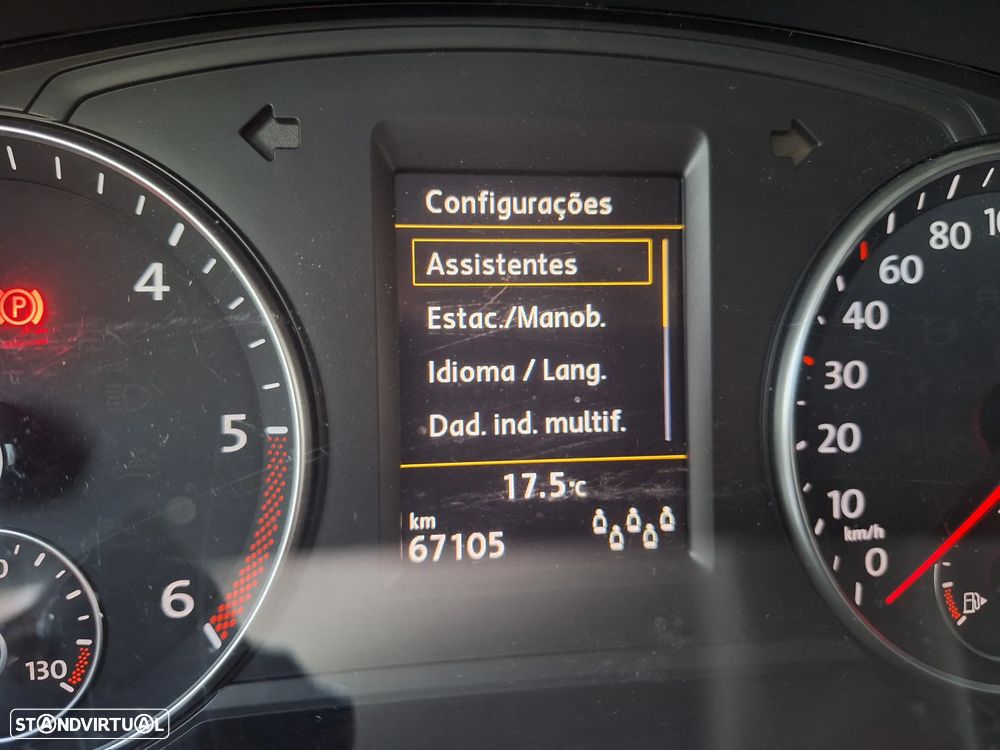 Configurações
Assistentes
Estac./Manob.
Idioma / Lang.
Dad. ind. multif.
17.5°C
km
67105
4
5
6
130
P
80
60
40
30
20
10
km/h
0
STANDVIRTUAL